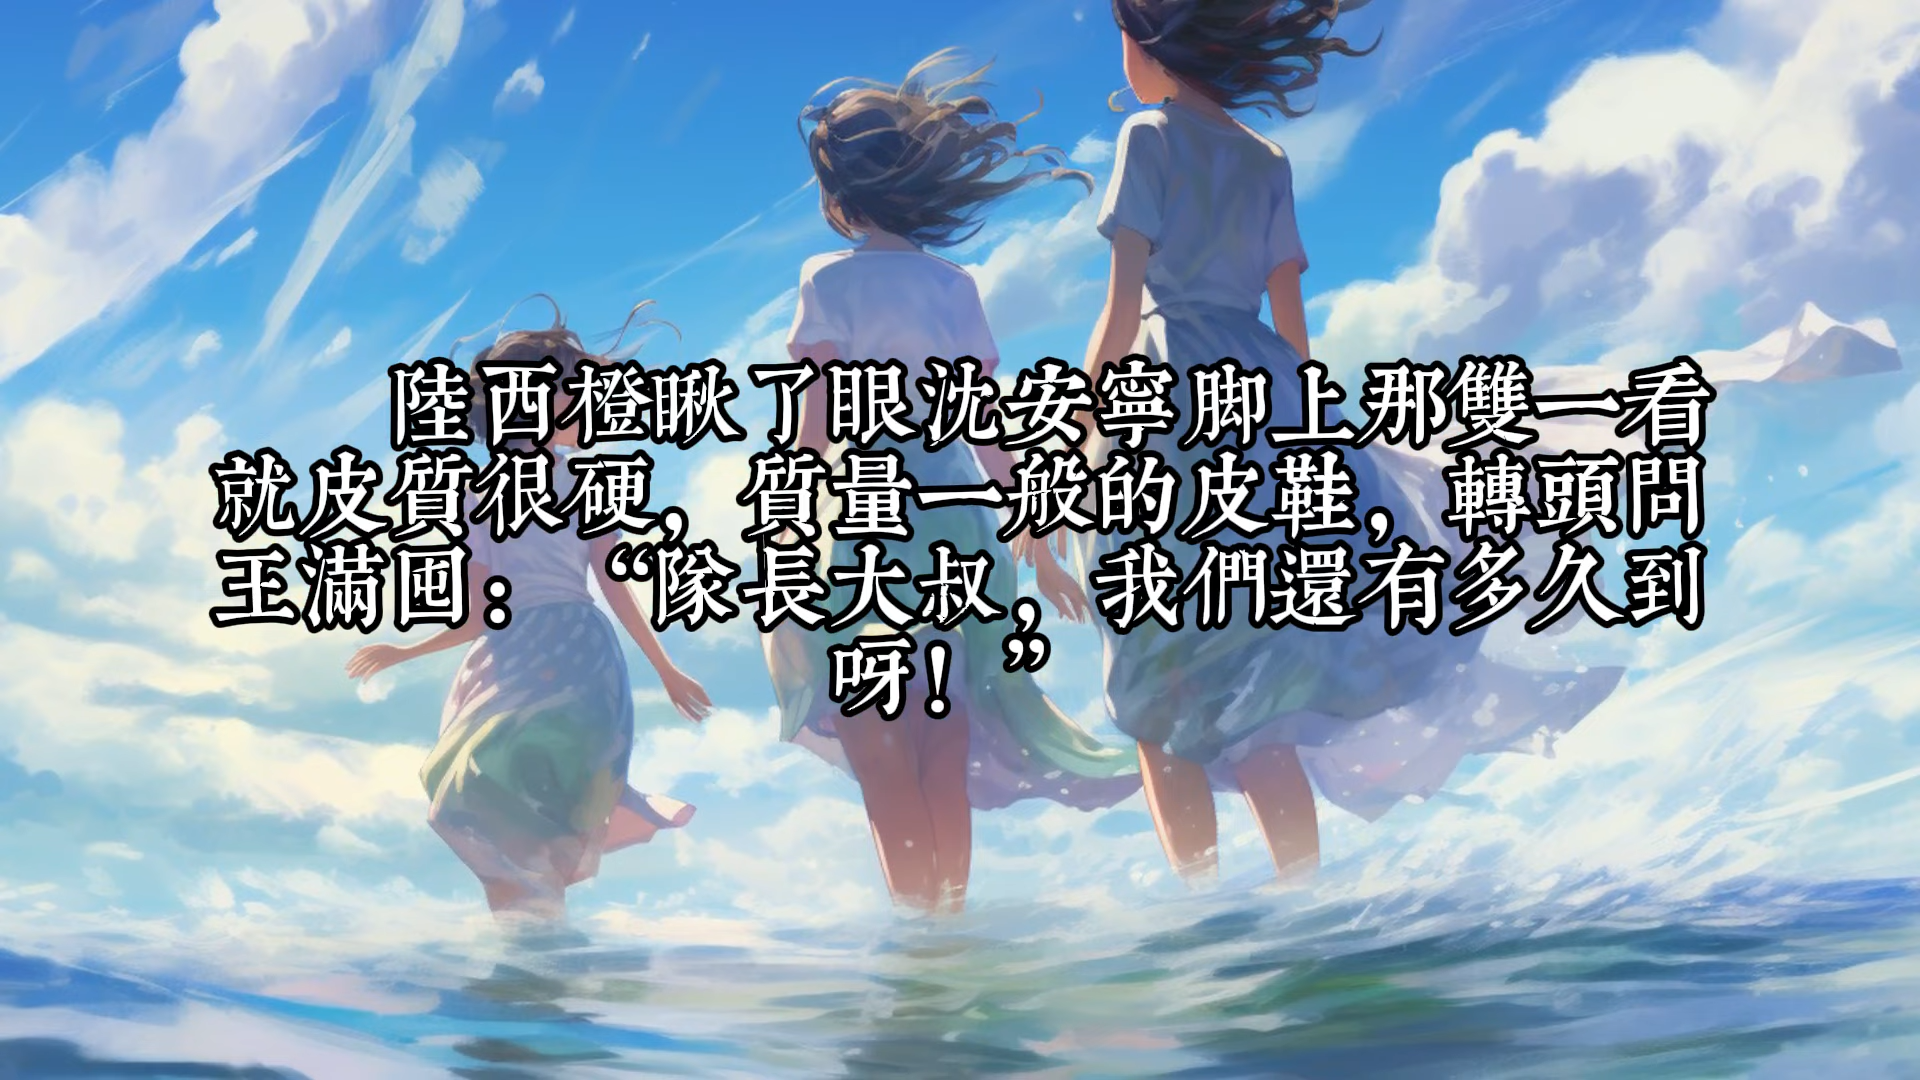 陸西橙瞅了眼沈安寧脚上那雙一看
就皮質很硬，質量一般的皮鞋，轉頭問
王滿囤：“隊長大叔，我們還有多久到
呀！”